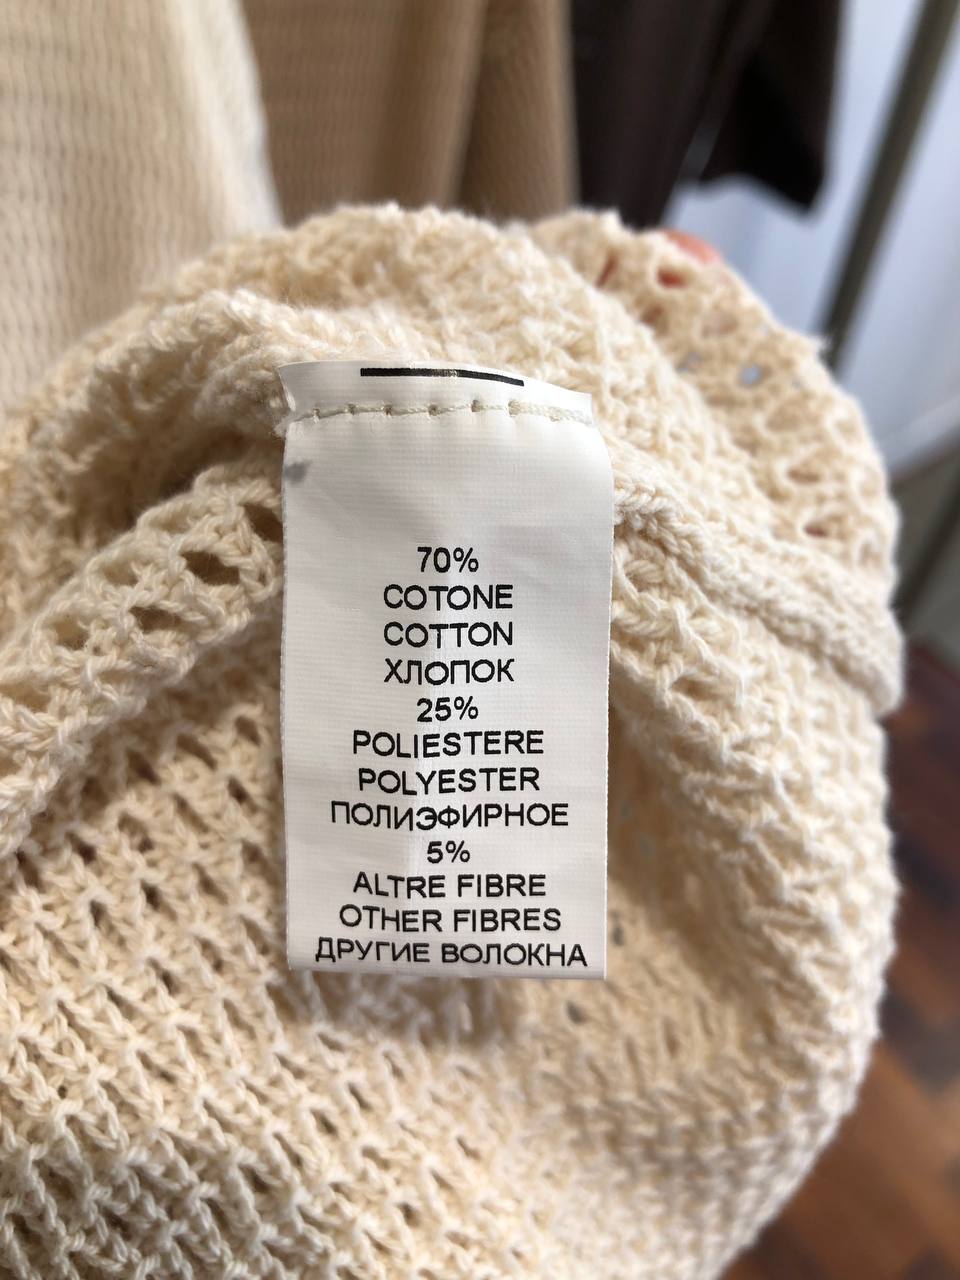 70%
COTONE
COTTON
ХЛОПОК
25%
POLIESTERE
POLYESTER
ПОЛИЭФИРНОЕ
5%
ALTRE FIBRE
OTHER FIBRES
ДРУГИЕ ВОЛОКНА